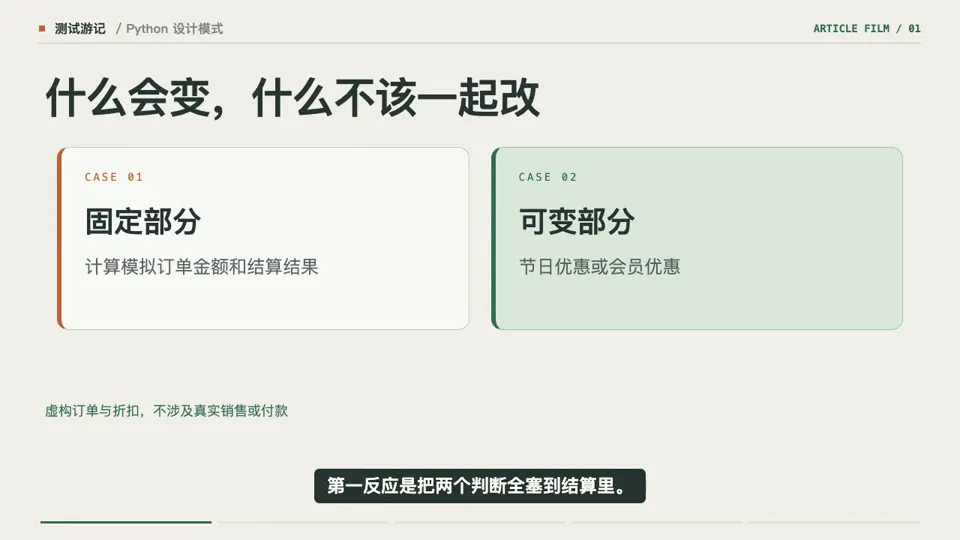 测试游记 / Python 设计模式
ARTICLE FILM / 01
什么会变，什么不该一起改
CASE 01
固定部分
计算模拟订单金额和结算结果
CASE 02
可变部分
节日优惠或会员优惠
虚构订单与折扣，不涉及真实销售或付款
第一反应是把两个判断全塞到结算里。